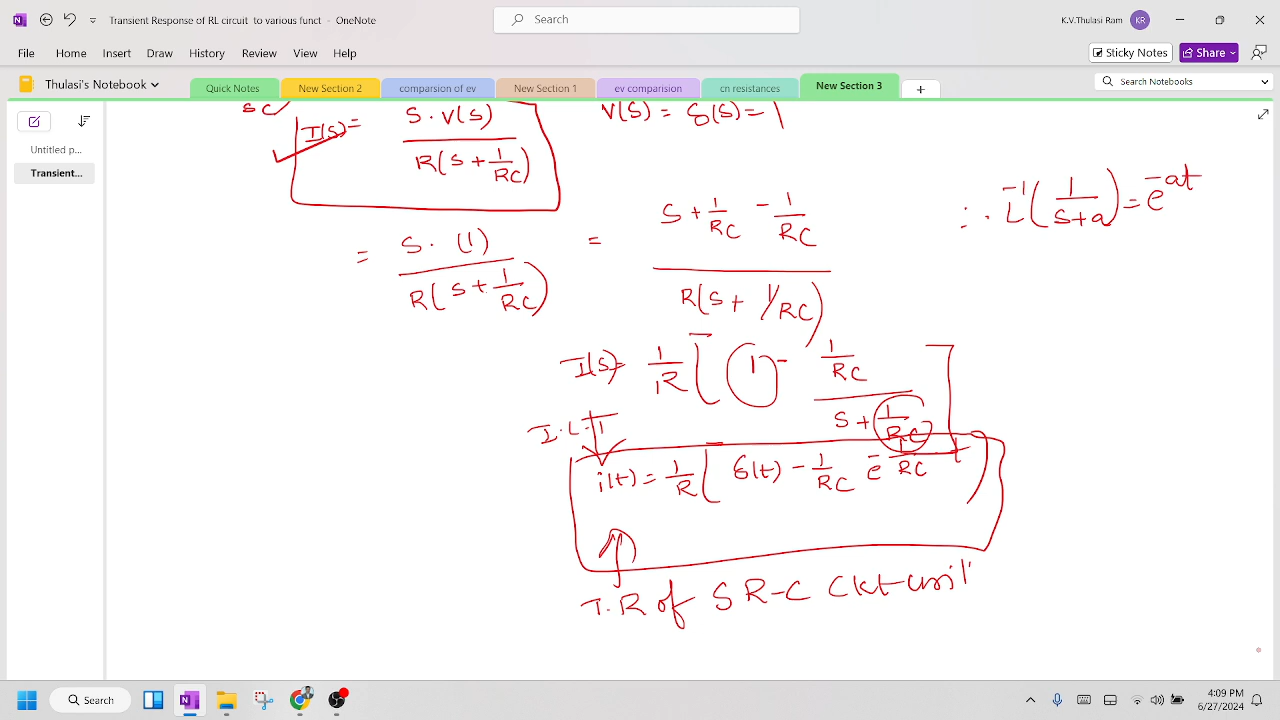 Transient Response of RL circuit to various funct - OneNote
Search
K.V.Thulasi Ram KR
File Home Insert Draw History Review View Help
Sticky Notes Share
Thulasi's Notebook
Quick Notes New Section 2 comparsion of ev New Section 1 ev comparision cn resistances New Section 3 +
Search Notebooks
Untitled p...
Transient...
SC
I(S) = S · V(S) / R(S + 1/RC)
V(S) = δ(S) = 1
∴ L⁻¹(1/(S+a)) = e^-at
= S · (1) / R(S + 1/RC) = (S + 1/RC - 1/RC) / R(S + 1/RC)
I(S) = 1/R [ 1 - (1/RC) / (S + 1/RC) ]
I.L.T
i(t) = 1/R [ δ(t) - 1/RC e^-(1/RC)t ]
T.R of S R-C Ckt
Search
4:09 PM
6/27/2024